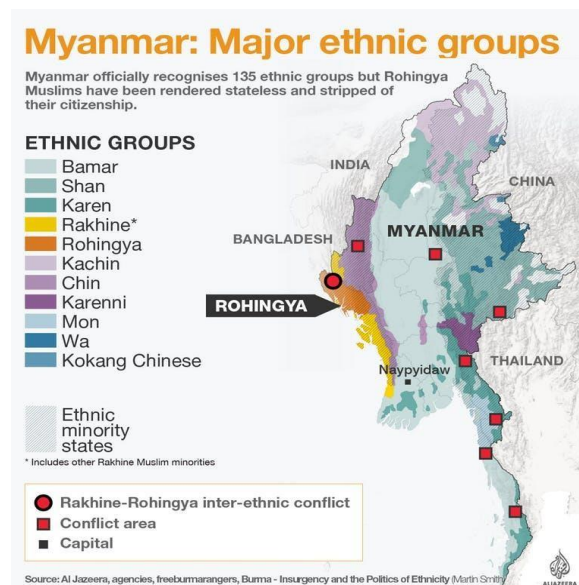 Myanmar: Major ethnic groups
Myanmar officially recognises 135 ethnic groups but Rohingya
Muslims have been rendered stateless and stripped of
their citizenship.
ETHNIC GROUPS
Bamar
Shan
Karen
Rakhine*
Rohingya
Kachin
Chin
Karenni
Mon
Wa
Kokang Chinese
INDIA
CHINA
BANGLADESH
MYANMAR
ROHINGYA
THAILAND
Naypyidaw
Ethnic
minority
states
* Includes other Rakhine Muslim minorities
Rakhine-Rohingya inter-ethnic conflict
Conflict area
Capital
Source: Al Jazeera, agencies, freeburmarangers, Burma - Insurgency and the Politics of Ethnicity (Martin Smith)
ALJAZEERA